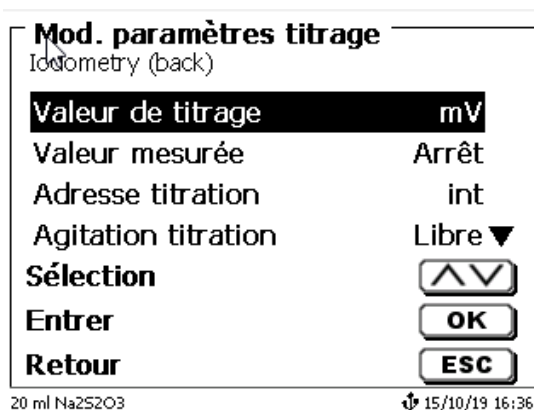 Mod. paramètres titrage
Iodometry (back)
Valeur de titrage mV
Valeur mesurée Arrêt
Adresse titration int
Agitation titration Libre▼
Sélection
Entrer OK
Retour ESC
20 ml Na2S2O3 15/10/19 16:36